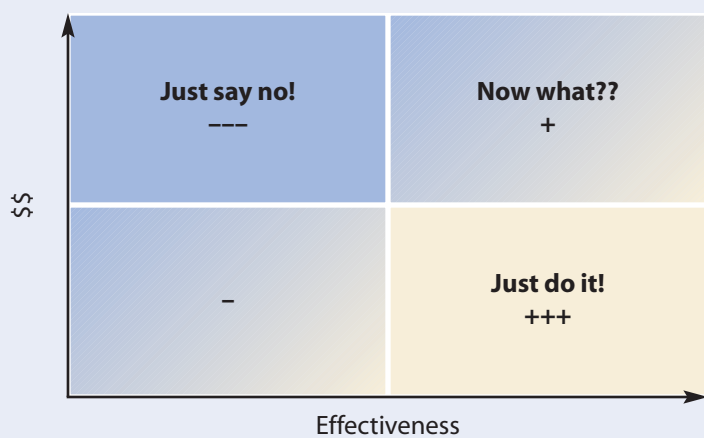 Just say no!
–––
Now what??
+
$$
–
Just do it!
+++
Effectiveness